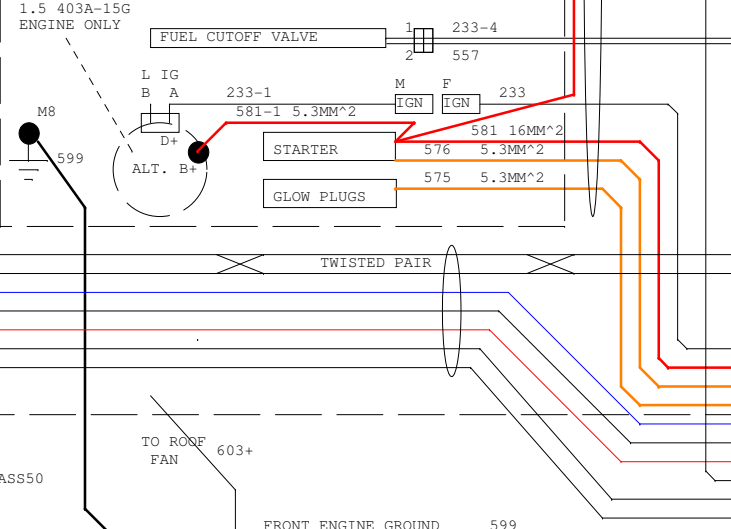 1.5 403A-15G
ENGINE ONLY
FUEL CUTOFF VALVE
1 233-4
2 557
L IG
B A
233-1
M F
IGN IGN 233
M8
581-1 5.3MM^2
D+
581 16MM^2
STARTER
576 5.3MM^2
599
ALT. B+
575 5.3MM^2
GLOW PLUGS
TWISTED PAIR
TO ROOF
FAN
603+
ASS50
FRONT ENGINE GROUND 599